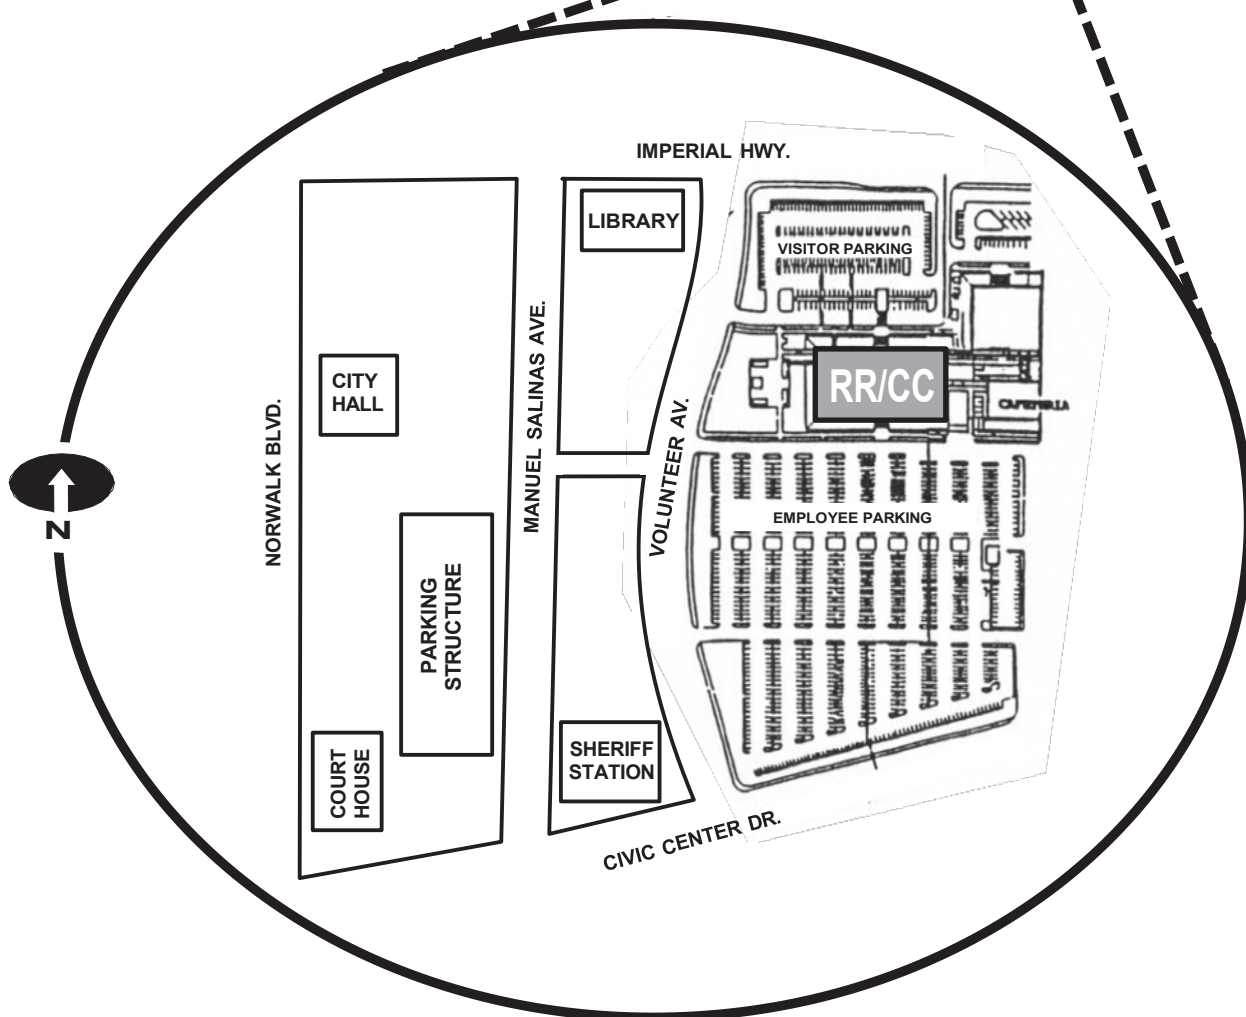 IMPERIAL HWY.
LIBRARY
VISITOR PARKING
MANUEL SALINAS AVE.
CITY
HALL
RR/CC
CAFETERIA
NORWALK BLVD.
VOLUNTEER AV.
N
EMPLOYEE PARKING
PARKING
STRUCTURE
COURT
HOUSE
SHERIFF
STATION
CIVIC CENTER DR.